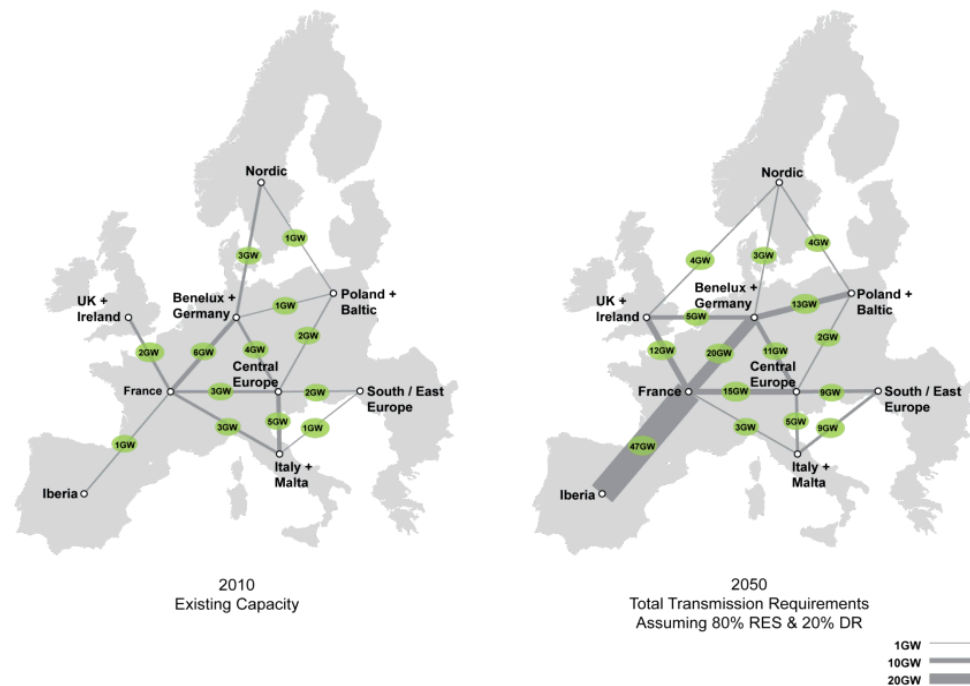 Nordic
1GW
3GW
UK +
Ireland
Benelux +
Germany
1GW
Poland +
Baltic
2GW
2GW
6GW
4GW
Central
Europe
France
3GW
2GW
South / East
Europe
3GW
5GW
1GW
1GW
Italy +
Malta
Iberia
2010
Existing Capacity
Nordic
4GW
4GW
3GW
UK +
Ireland
Benelux +
Germany
13GW
Poland +
Baltic
5GW
2GW
12GW
20GW
11GW
Central
Europe
France
15GW
9GW
South / East
Europe
3GW
5GW
9GW
47GW
Italy +
Malta
Iberia
2050
Total Transmission Requirements
Assuming 80% RES & 20% DR
1GW
10GW
20GW